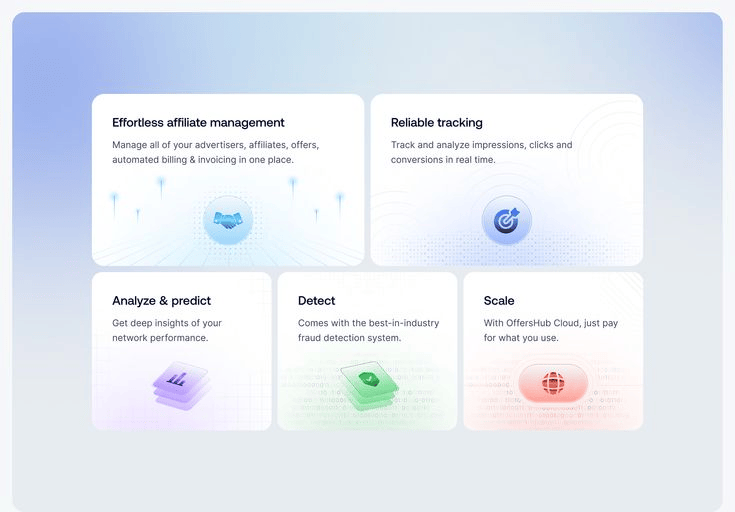 Effortless affiliate management
Manage all of your advertisers, affiliates, offers,
automated billing & invoicing in one place.
Reliable tracking
Track and analyze impressions, clicks and
conversions in real time.
Analyze & predict
Get deep insights of your
network performance.
Detect
Comes with the best-in-industry
fraud detection system.
Scale
With OffersHub Cloud, just pay
for what you use.